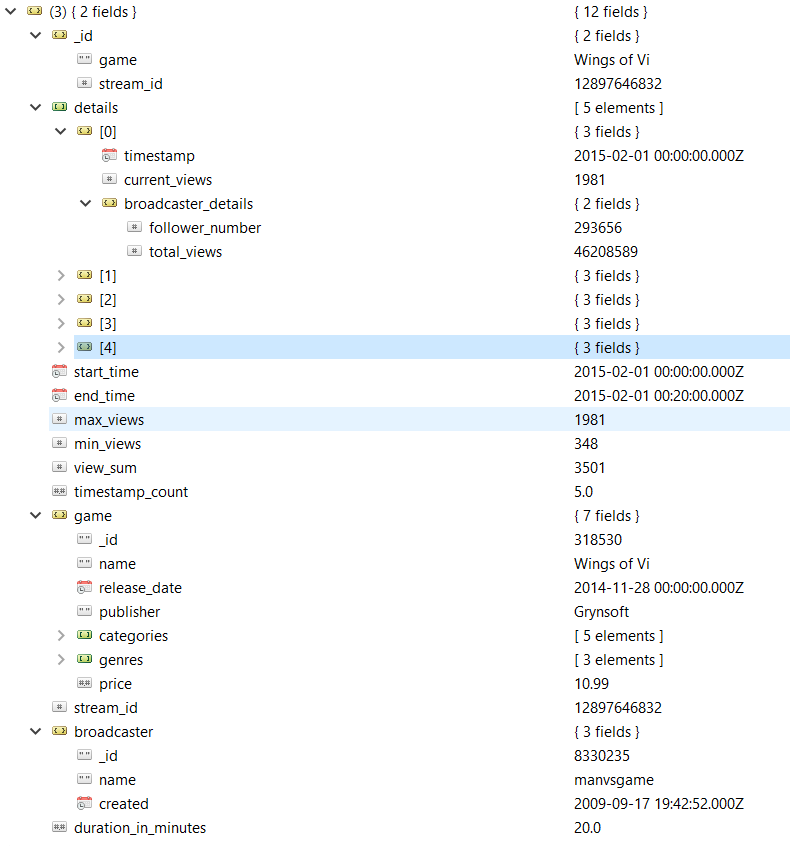 (3) { 2 fields } { 12 fields }
_id { 2 fields }
game Wings of Vi
stream_id 12897646832
details [ 5 elements ]
[0] { 3 fields }
timestamp 2015-02-01 00:00:00.000Z
current_views 1981
broadcaster_details { 2 fields }
follower_number 293656
total_views 46208589
[1] { 3 fields }
[2] { 3 fields }
[3] { 3 fields }
[4] { 3 fields }
start_time 2015-02-01 00:00:00.000Z
end_time 2015-02-01 00:20:00.000Z
max_views 1981
min_views 348
view_sum 3501
timestamp_count 5.0
game { 7 fields }
_id 318530
name Wings of Vi
release_date 2014-11-28 00:00:00.000Z
publisher Grynsoft
categories [ 5 elements ]
genres [ 3 elements ]
price 10.99
stream_id 12897646832
broadcaster { 3 fields }
_id 8330235
name manvsgame
created 2009-09-17 19:42:52.000Z
duration_in_minutes 20.0